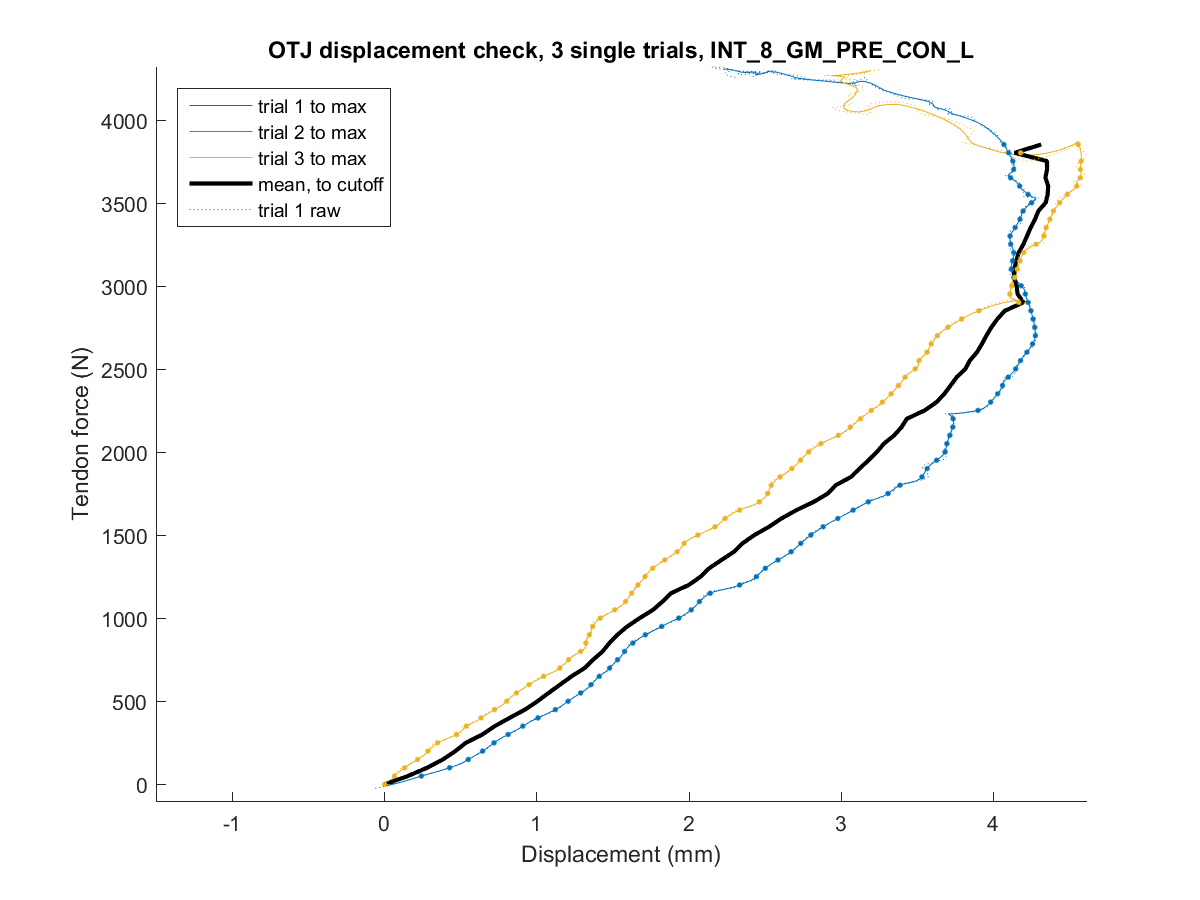 OTJ displacement check, 3 single trials, INT_8_GM_PRE_CON_L
trial 1 to max
trial 2 to max
trial 3 to max
mean, to cutoff
trial 1 raw
Tendon force (N)
4000
3500
3000
2500
2000
1500
1000
500
0
-1
0
1
2
3
4
Displacement (mm)